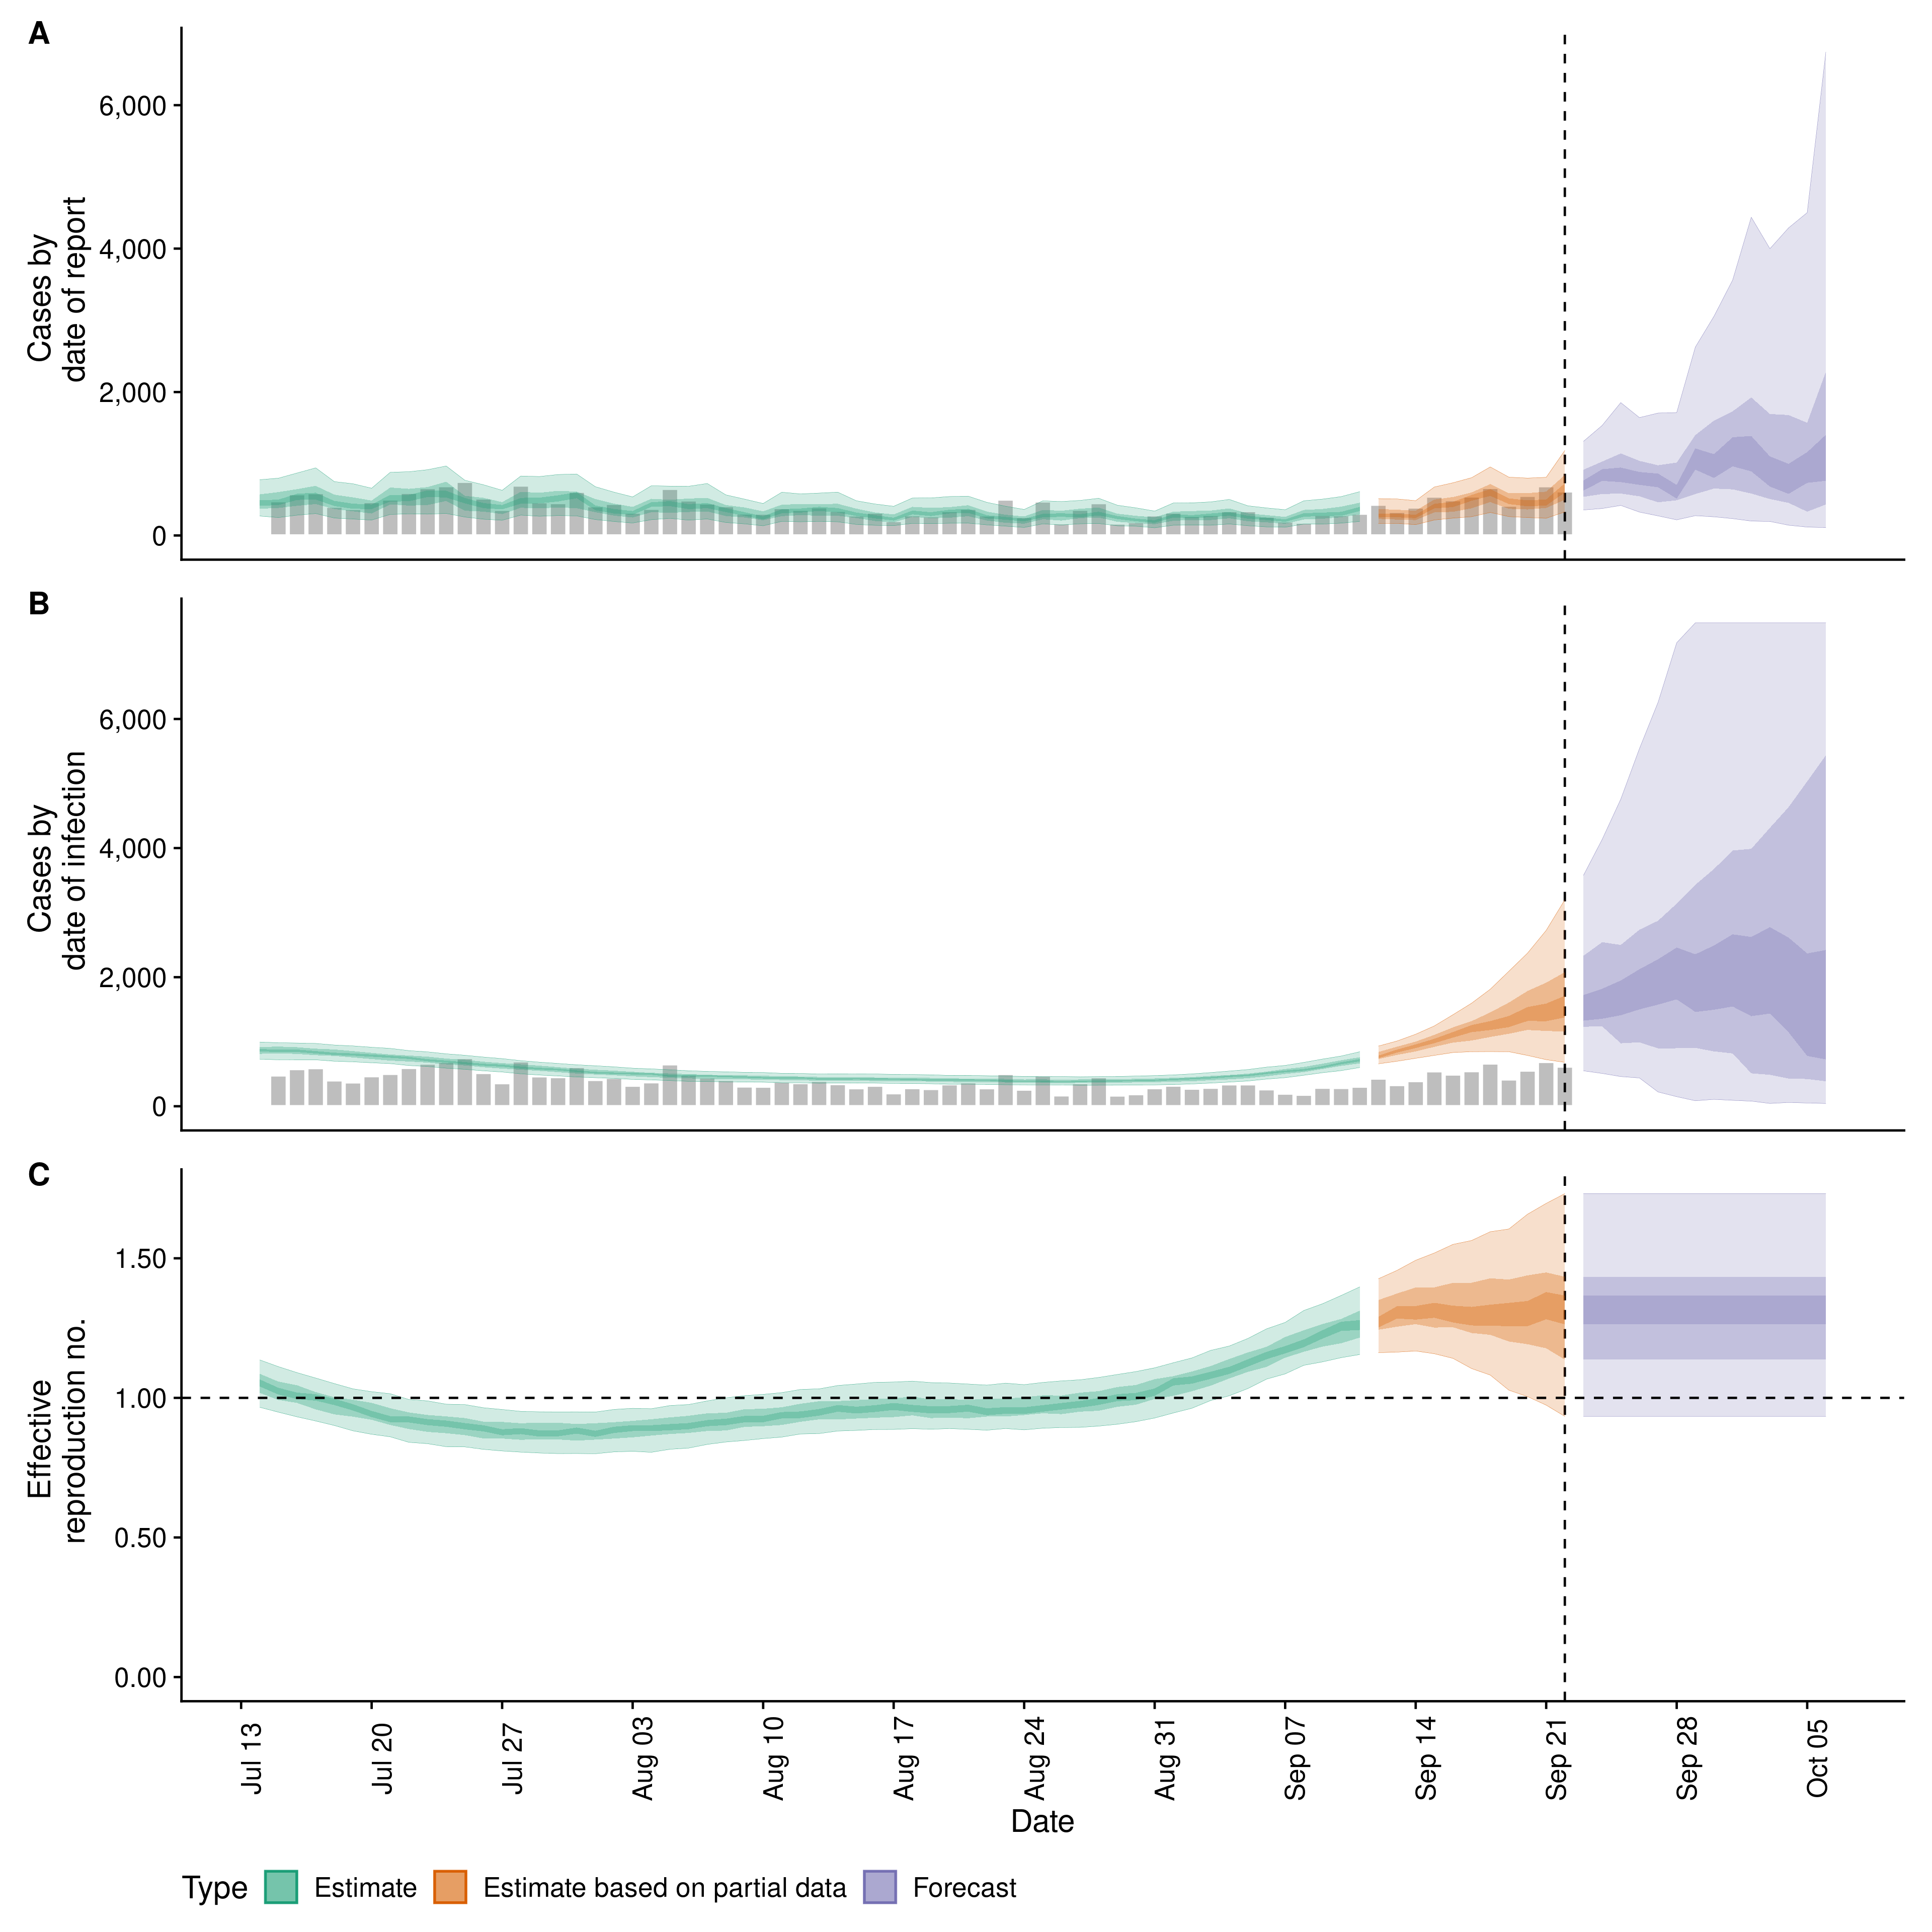 A
Cases by
date of report
6,000
4,000
2,000
0
B
Cases by
date of infection
6,000
4,000
2,000
0
C
Effective
reproduction no.
1.50
1.00
0.50
0.00
Jul 13
Jul 20
Jul 27
Aug 03
Aug 10
Aug 17
Aug 24
Aug 31
Sep 07
Sep 14
Sep 21
Sep 28
Oct 05
Date
Type Estimate Estimate based on partial data Forecast